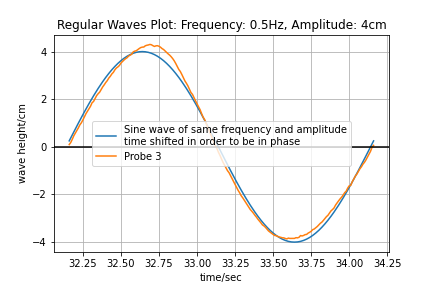 Regular Waves Plot: Frequency: 0.5Hz, Amplitude: 4cm
wave height/cm
4
2
0
−2
−4
Sine wave of same frequency and amplitude
time shifted in order to be in phase
Probe 3
32.25 32.50 32.75 33.00 33.25 33.50 33.75 34.00 34.25
time/sec